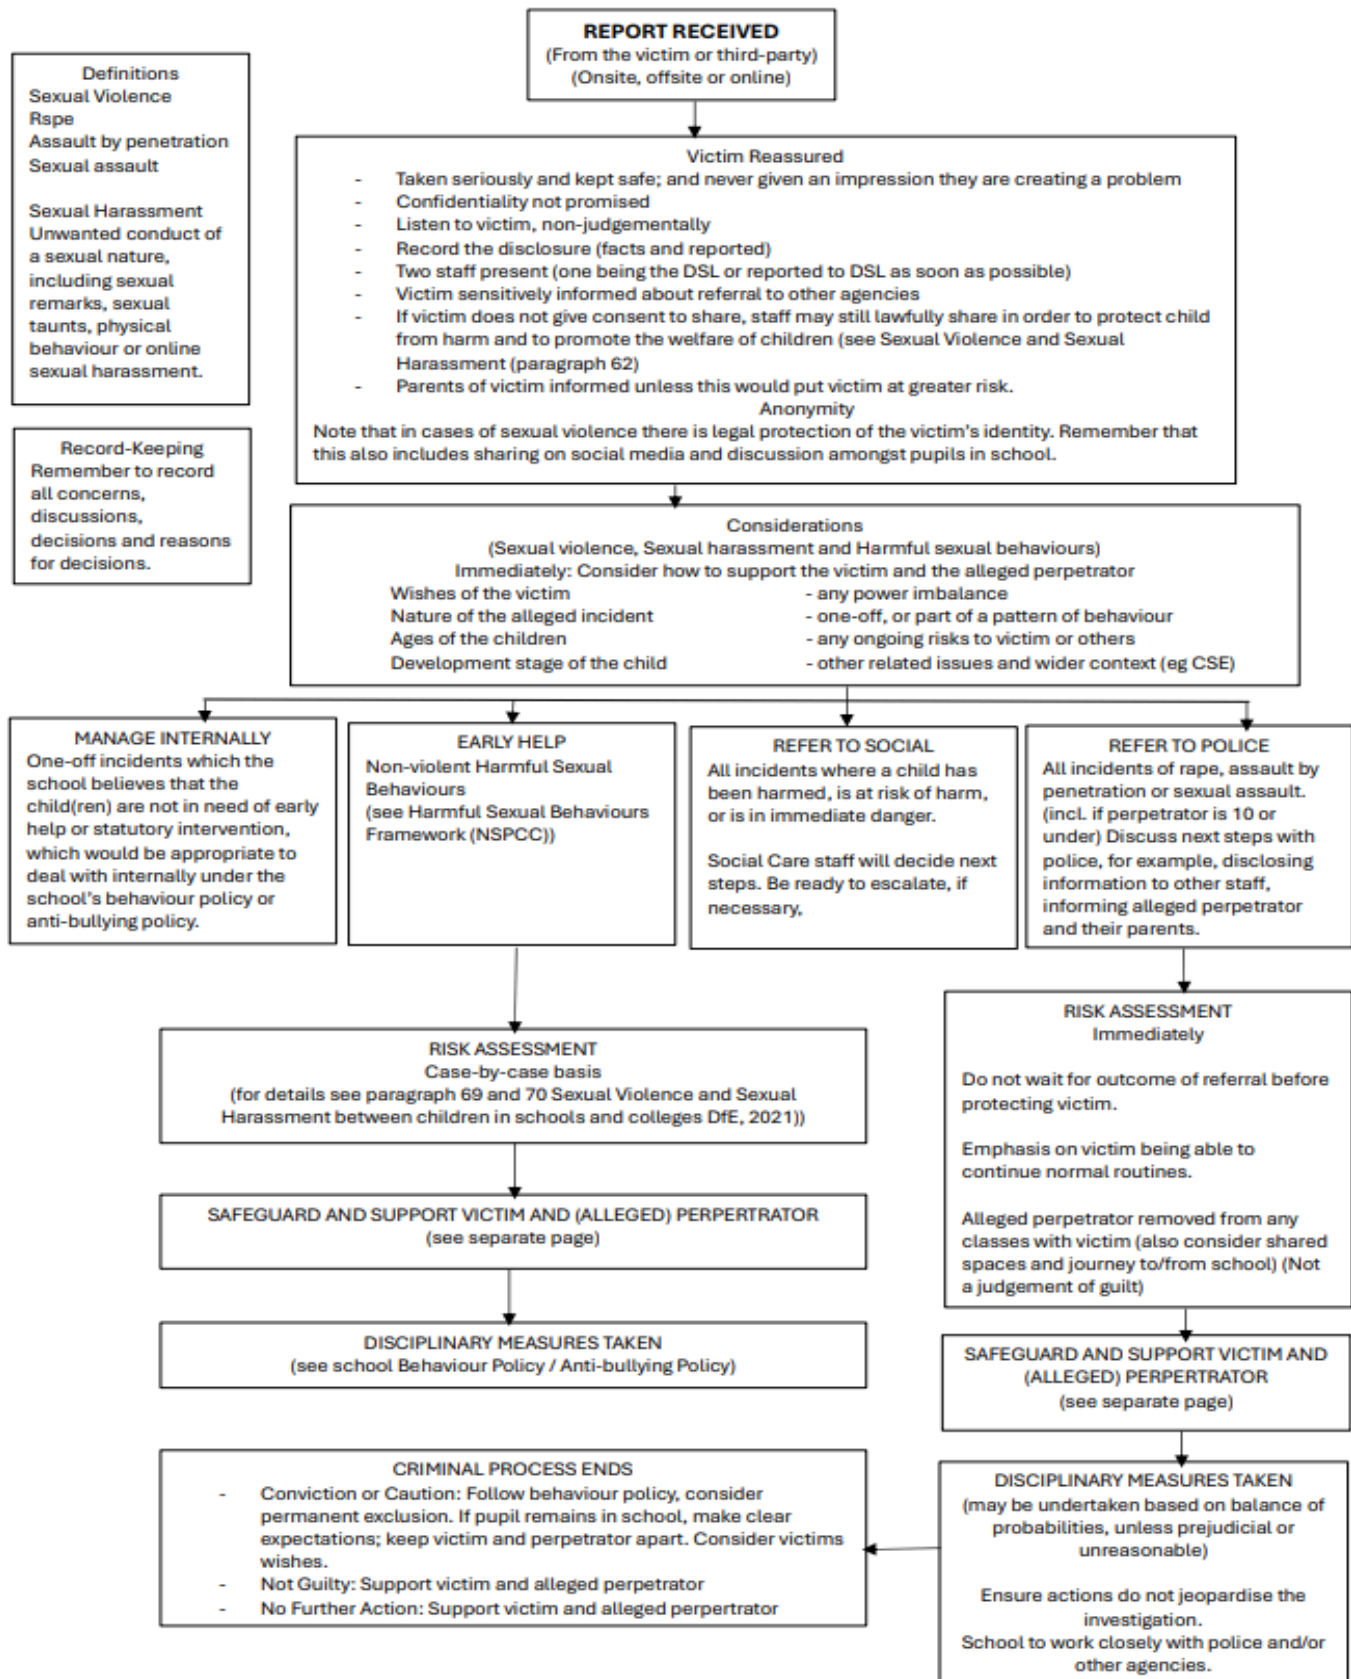 REPORT RECEIVED
(From the victim or third-party)
(Onsite, offsite or online)
Definitions
Sexual Violence
Rspe
Assault by penetration
Sexual assault
Sexual Harassment
Unwanted conduct of
a sexual nature,
including sexual
remarks, sexual
taunts, physical
behaviour or online
sexual harassment.
Record-Keeping
Remember to record
all concerns,
discussions,
decisions and reasons
for decisions.
Victim Reassured
- Taken seriously and kept safe; and never given an impression they are creating a problem
- Confidentiality not promised
- Listen to victim, non-judgementally
- Record the disclosure (facts and reported)
- Two staff present (one being the DSL or reported to DSL as soon as possible)
- Victim sensitively informed about referral to other agencies
- If victim does not give consent to share, staff may still lawfully share in order to protect child
from harm and to promote the welfare of children (see Sexual Violence and Sexual
Harassment (paragraph 62)
- Parents of victim informed unless this would put victim at greater risk.
Anonymity
Note that in cases of sexual violence there is legal protection of the victim's identity. Remember that
this also includes sharing on social media and discussion amongst pupils in school.
Considerations
(Sexual violence, Sexual harassment and Harmful sexual behaviours)
Immediately: Consider how to support the victim and the alleged perpetrator
Wishes of the victim - any power imbalance
Nature of the alleged incident - one-off, or part of a pattern of behaviour
Ages of the children - any ongoing risks to victim or others
Development stage of the child - other related issues and wider context (eg CSE)
MANAGE INTERNALLY
One-off incidents which the
school believes that the
child(ren) are not in need of early
help or statutory intervention,
which would be appropriate to
deal with internally under the
school's behaviour policy or
anti-bullying policy.
EARLY HELP
Non-violent Harmful Sexual
Behaviours
(see Harmful Sexual Behaviours
Framework (NSPCC))
REFER TO SOCIAL
All incidents where a child has
been harmed, is at risk of harm,
or is in immediate danger.
Social Care staff will decide next
steps. Be ready to escalate, if
necessary,
REFER TO POLICE
All incidents of rape, assault by
penetration or sexual assault.
(incl. if perpetrator is 10 or
under) Discuss next steps with
police, for example, disclosing
information to other staff,
informing alleged perpetrator
and their parents.
RISK ASSESSMENT
Case-by-case basis
(for details see paragraph 69 and 70 Sexual Violence and Sexual
Harassment between children in schools and colleges DfE, 2021))
SAFEGUARD AND SUPPORT VICTIM AND (ALLEGED) PERPERTRATOR
(see separate page)
DISCIPLINARY MEASURES TAKEN
(see school Behaviour Policy / Anti-bullying Policy)
RISK ASSESSMENT
Immediately
Do not wait for outcome of referral before
protecting victim.
Emphasis on victim being able to
continue normal routines.
Alleged perpetrator removed from any
classes with victim (also consider shared
spaces and journey to/from school) (Not
a judgement of guilt)
SAFEGUARD AND SUPPORT VICTIM AND
(ALLEGED) PERPERTRATOR
(see separate page)
DISCIPLINARY MEASURES TAKEN
(may be undertaken based on balance of
probabilities, unless prejudicial or
unreasonable)
Ensure actions do not jeopardise the
investigation.
School to work closely with police and/or
other agencies.
CRIMINAL PROCESS ENDS
- Conviction or Caution: Follow behaviour policy, consider
permanent exclusion. If pupil remains in school, make clear
expectations; keep victim and perpetrator apart. Consider victims
wishes.
- Not Guilty: Support victim and alleged perpetrator
- No Further Action: Support victim and alleged perpertrator